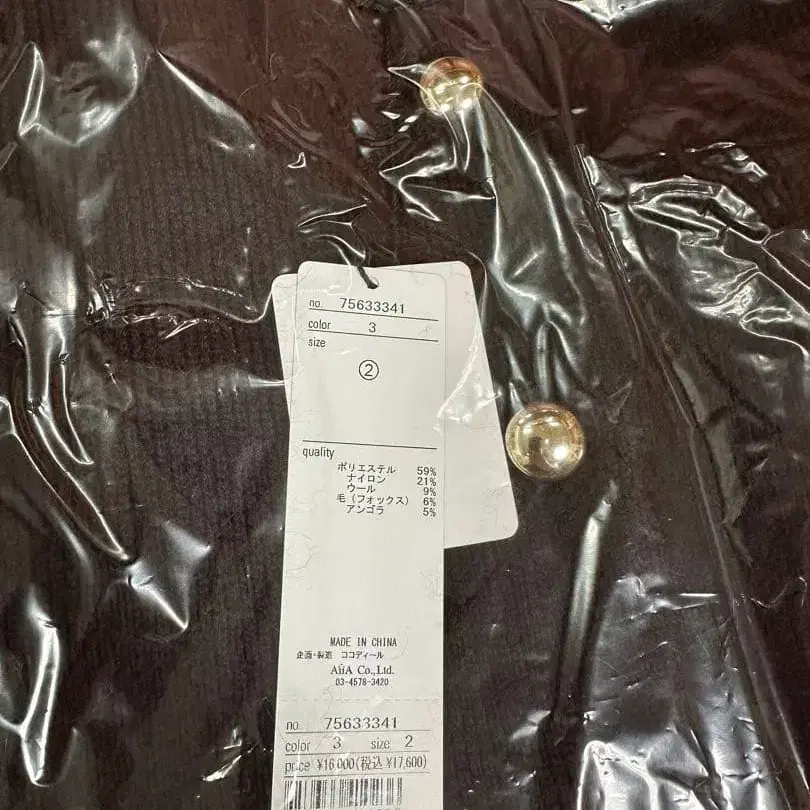 no. 75633341
color 3
size
②
quality
ポリエステル 59%
ナイロン 21%
ウール 9%
毛（フォックス） 6%
アンゴラ 5%
MADE IN CHINA
企画・製造 ココディール
AiiA Co.,Ltd.
03-4578-3420
no. 75633341
color 3 size 2
price ¥16,000(税込 ¥17,600)